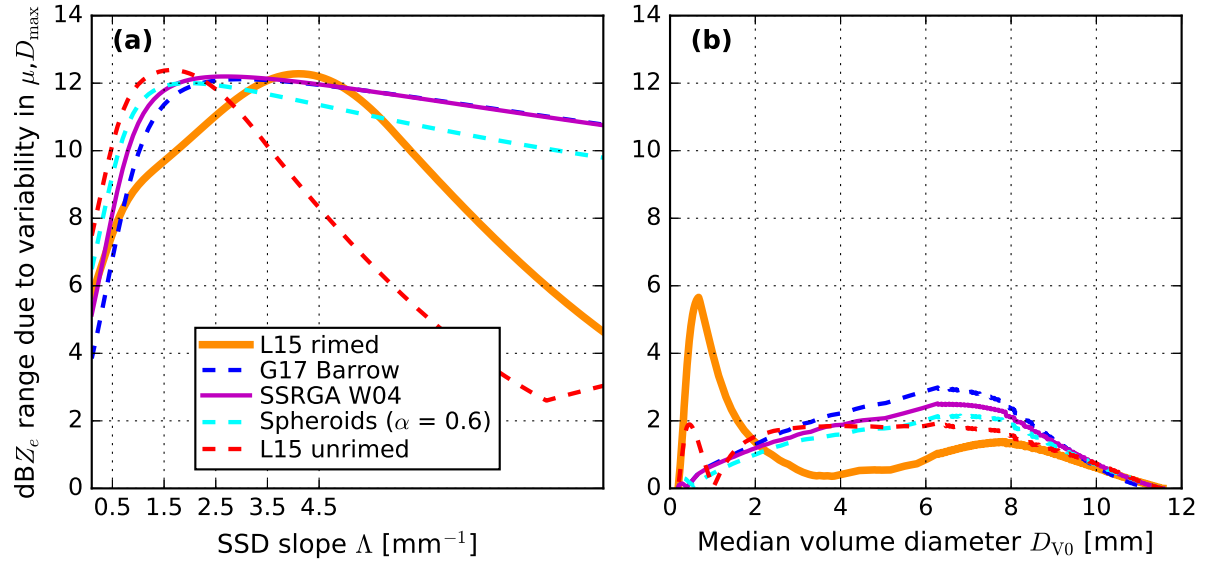 dBZe range due to variability in μ,Dmax
14
12
10
8
6
4
2
0
(a)
L15 rimed
G17 Barrow
SSRGA W04
Spheroids (α = 0.6)
L15 unrimed
0.5 1.5 2.5 3.5 4.5
SSD slope Λ [mm⁻¹]
14
12
10
8
6
4
2
0
(b)
0 2 4 6 8 10 12
Median volume diameter DV0 [mm]